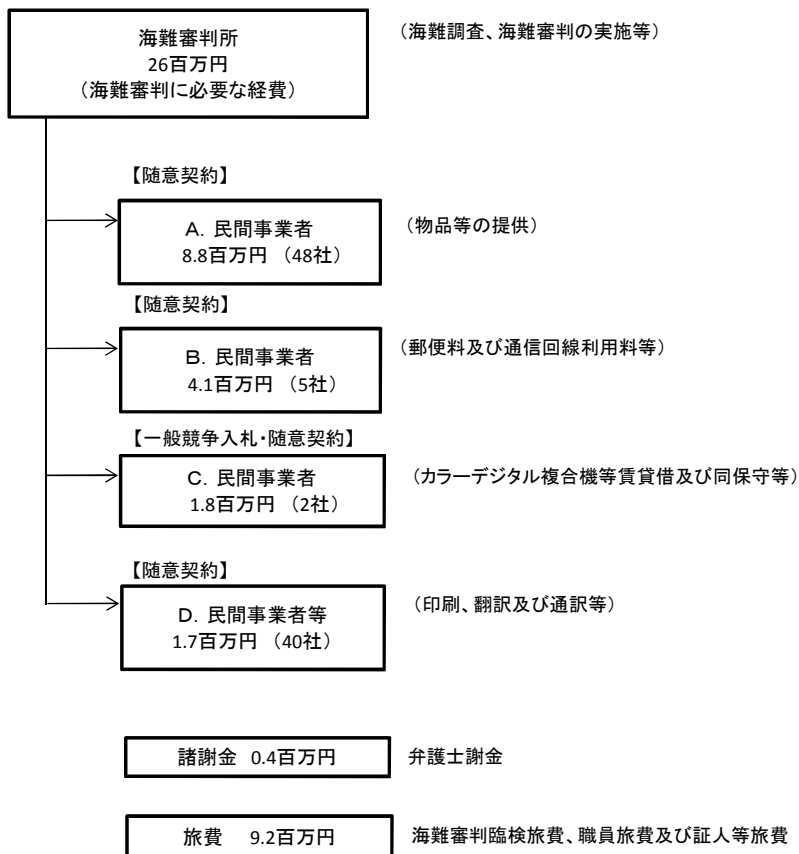 海難審判所
26百万円
（海難審判に必要な経費）
（海難調査、海難審判の実施等）
【随意契約】
A．民間事業者
8.8百万円 （48社）
（物品等の提供）
【随意契約】
B．民間事業者
4.1百万円 （5社）
（郵便料及び通信回線利用料等）
【一般競争入札・随意契約】
C．民間事業者
1.8百万円 （2社）
（カラーデジタル複合機等賃貸借及び同保守等）
【随意契約】
D．民間事業者等
1.7百万円 （40社）
（印刷、翻訳及び通訳等）
諸謝金 0.4百万円
弁護士謝金
旅費 9.2百万円
海難審判臨検旅費、職員旅費及び証人等旅費